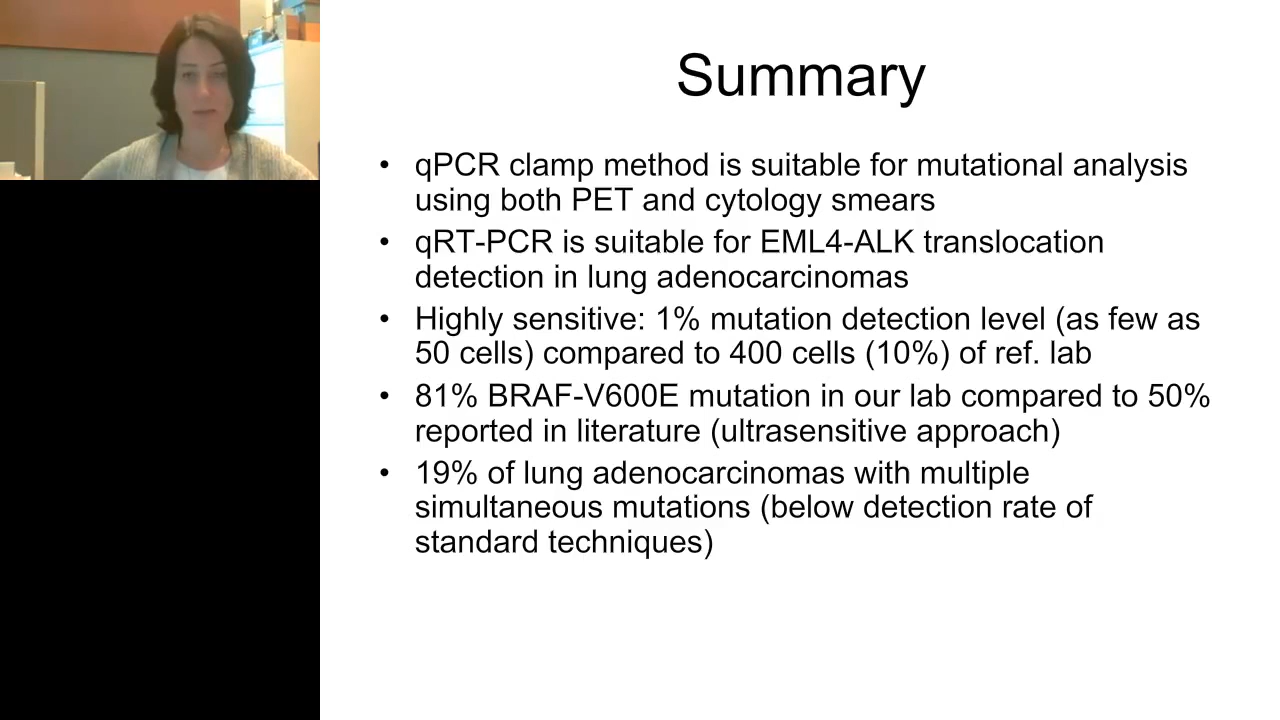 Summary
• qPCR clamp method is suitable for mutational analysis
using both PET and cytology smears
• qRT-PCR is suitable for EML4-ALK translocation
detection in lung adenocarcinomas
• Highly sensitive: 1% mutation detection level (as few as
50 cells) compared to 400 cells (10%) of ref. lab
• 81% BRAF-V600E mutation in our lab compared to 50%
reported in literature (ultrasensitive approach)
• 19% of lung adenocarcinomas with multiple
simultaneous mutations (below detection rate of
standard techniques)